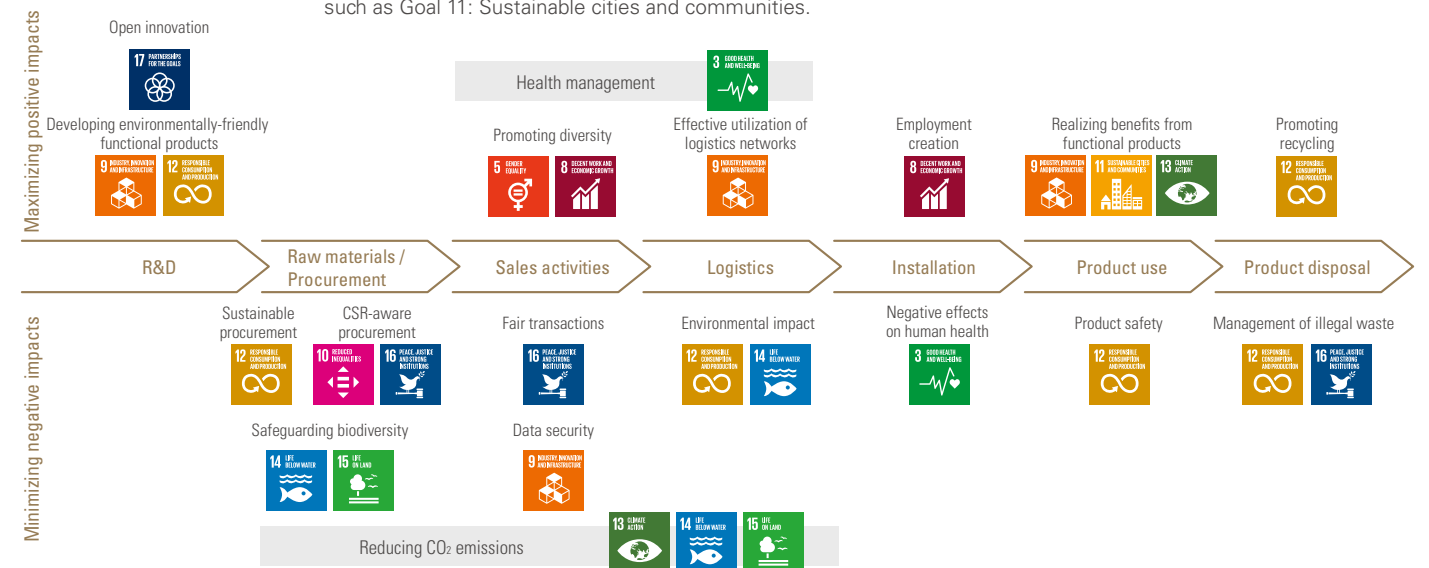 such as Goal 11: Sustainable cities and communities.
Maximizing positive impacts
Open innovation
17 PARTNERSHIPS
FOR THE GOALS
Health management
3 GOOD HEALTH
AND WELL-BEING
Developing environmentally-friendly
functional products
9 INDUSTRY, INNOVATION
AND INFRASTRUCTURE
12 RESPONSIBLE
CONSUMPTION
AND PRODUCTION
Promoting diversity
5 GENDER
EQUALITY
8 DECENT WORK AND
ECONOMIC GROWTH
Effective utilization of
logistics networks
9 INDUSTRY, INNOVATION
AND INFRASTRUCTURE
Employment
creation
8 DECENT WORK AND
ECONOMIC GROWTH
Realizing benefits from
functional products
9 INDUSTRY, INNOVATION
AND INFRASTRUCTURE
11 SUSTAINABLE CITIES
AND COMMUNITIES
13 CLIMATE
ACTION
Promoting
recycling
12 RESPONSIBLE
CONSUMPTION
AND PRODUCTION
R&D
Raw materials /
Procurement
Sales activities
Logistics
Installation
Product use
Product disposal
Minimizing negative impacts
Sustainable
procurement
12 RESPONSIBLE
CONSUMPTION
AND PRODUCTION
CSR-aware
procurement
10 REDUCED
INEQUALITIES
16 PEACE, JUSTICE
AND STRONG
INSTITUTIONS
Fair transactions
16 PEACE, JUSTICE
AND STRONG
INSTITUTIONS
Environmental impact
12 RESPONSIBLE
CONSUMPTION
AND PRODUCTION
14 LIFE
BELOW WATER
Negative effects
on human health
3 GOOD HEALTH
AND WELL-BEING
Product safety
12 RESPONSIBLE
CONSUMPTION
AND PRODUCTION
Management of illegal waste
12 RESPONSIBLE
CONSUMPTION
AND PRODUCTION
16 PEACE, JUSTICE
AND STRONG
INSTITUTIONS
Safeguarding biodiversity
14 LIFE
BELOW WATER
15 LIFE
ON LAND
Data security
9 INDUSTRY, INNOVATION
AND INFRASTRUCTURE
Reducing CO₂ emissions
13 CLIMATE
ACTION
14 LIFE
BELOW WATER
15 LIFE
ON LAND